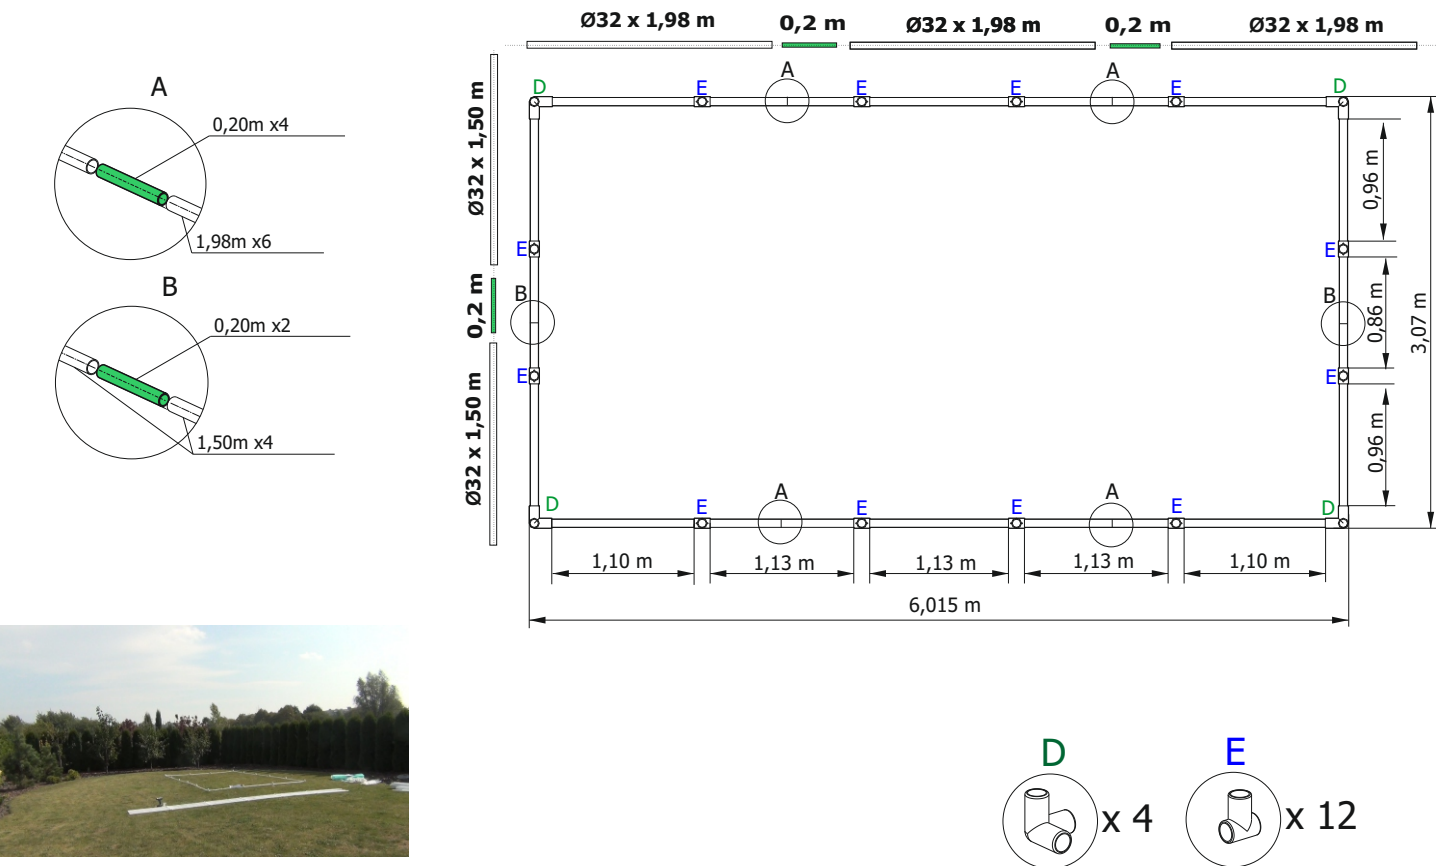 Ø32 x 1,98 m
0,2 m
Ø32 x 1,98 m
0,2 m
Ø32 x 1,98 m
A
0,20m x4
1,98m x6
B
0,20m x2
1,50m x4
Ø32 x 1,50 m
0,2 m
Ø32 x 1,50 m
D
E
A
E
E
A
E
D
E
B
E
E
B
E
0,96 m
0,86 m
0,96 m
3,07 m
D
E
A
E
E
A
E
D
1,10 m
1,13 m
1,13 m
1,13 m
1,10 m
6,015 m
D
x 4
E
x 12